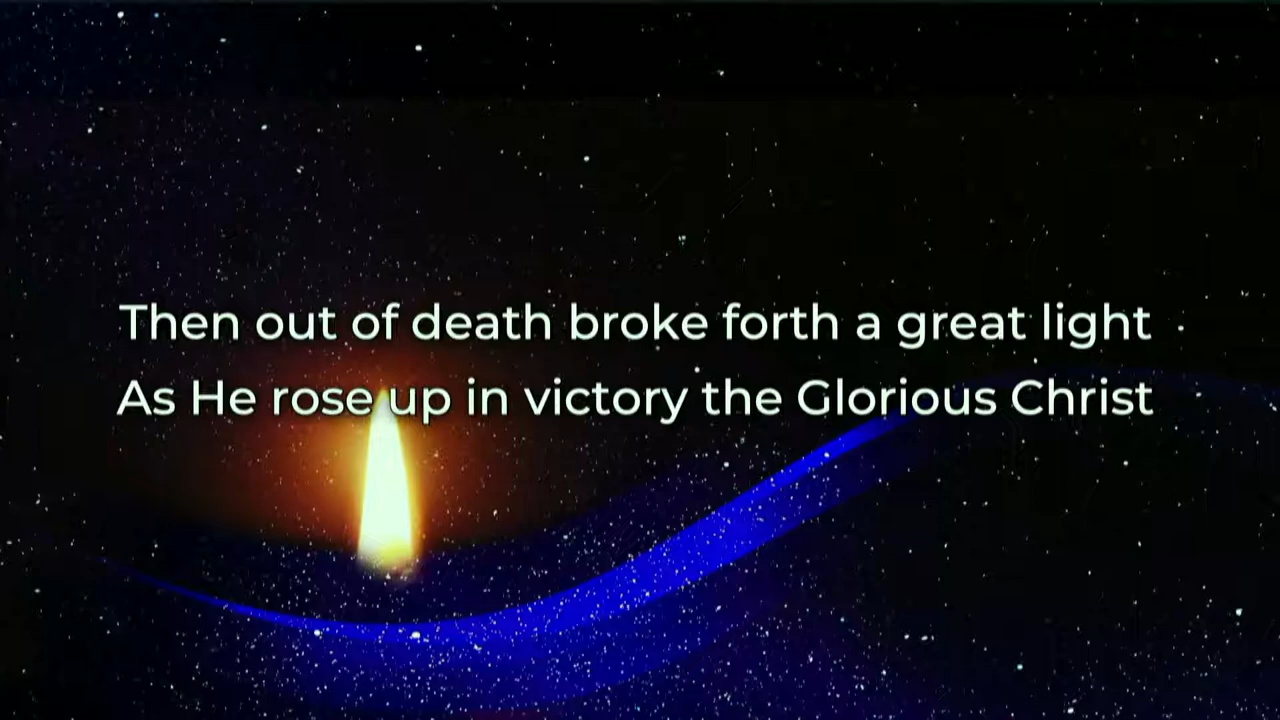 Then out of death broke forth a great light
As He rose up in victory the Glorious Christ